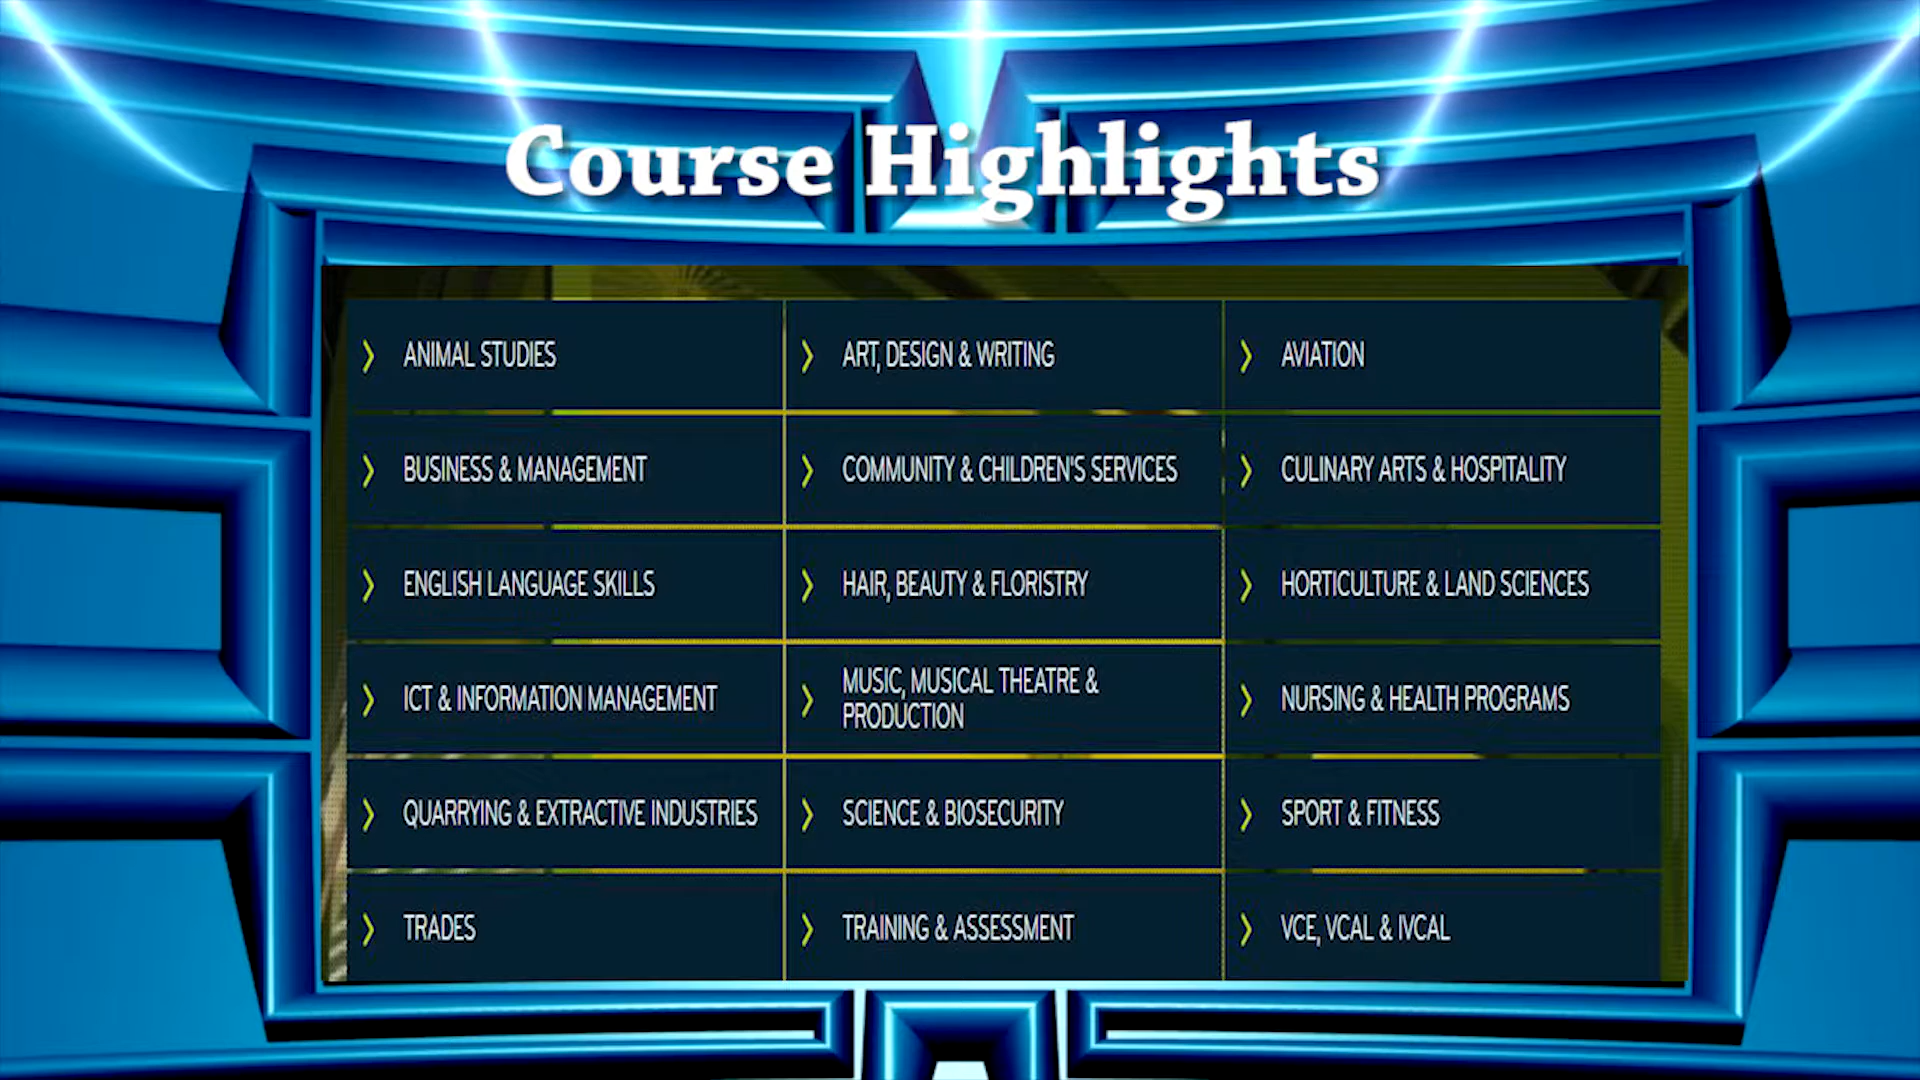 Course Highlights
ANIMAL STUDIES
ART, DESIGN & WRITING
AVIATION
BUSINESS & MANAGEMENT
COMMUNITY & CHILDREN'S SERVICES
CULINARY ARTS & HOSPITALITY
ENGLISH LANGUAGE SKILLS
HAIR, BEAUTY & FLORISTRY
HORTICULTURE & LAND SCIENCES
ICT & INFORMATION MANAGEMENT
MUSIC, MUSICAL THEATRE &
PRODUCTION
NURSING & HEALTH PROGRAMS
QUARRYING & EXTRACTIVE INDUSTRIES
SCIENCE & BIOSECURITY
SPORT & FITNESS
TRADES
TRAINING & ASSESSMENT
VCE, VCAL & IVCAL